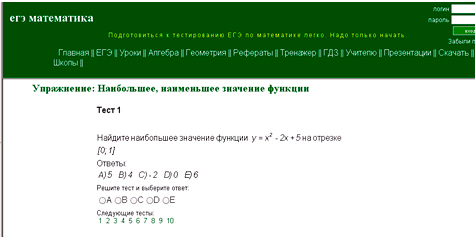 егэ математика
логин
пароль
Подготовиться к тестированию ЕГЭ по математике легко. Надо только начать.
Забыли п
Главная || ЕГЭ || Уроки || Алгебра || Геометрия || Рефераты || Тренажер || ГДЗ || Учителю || Презентации || Скачать ||
Школы ||
Упражнение: Наибольшее, наименьшее значение функции
Тест 1
Найдите наибольшее значение функции y = x² - 2x + 5 на отрезке
[0; 1]
Ответы:
A) 5 B) 4 C) - 2 D) 0 E) 6
Решите тест и выберите ответ:
A B C D E
Следующие тесты:
1 2 3 4 5 6 7 8 9 10